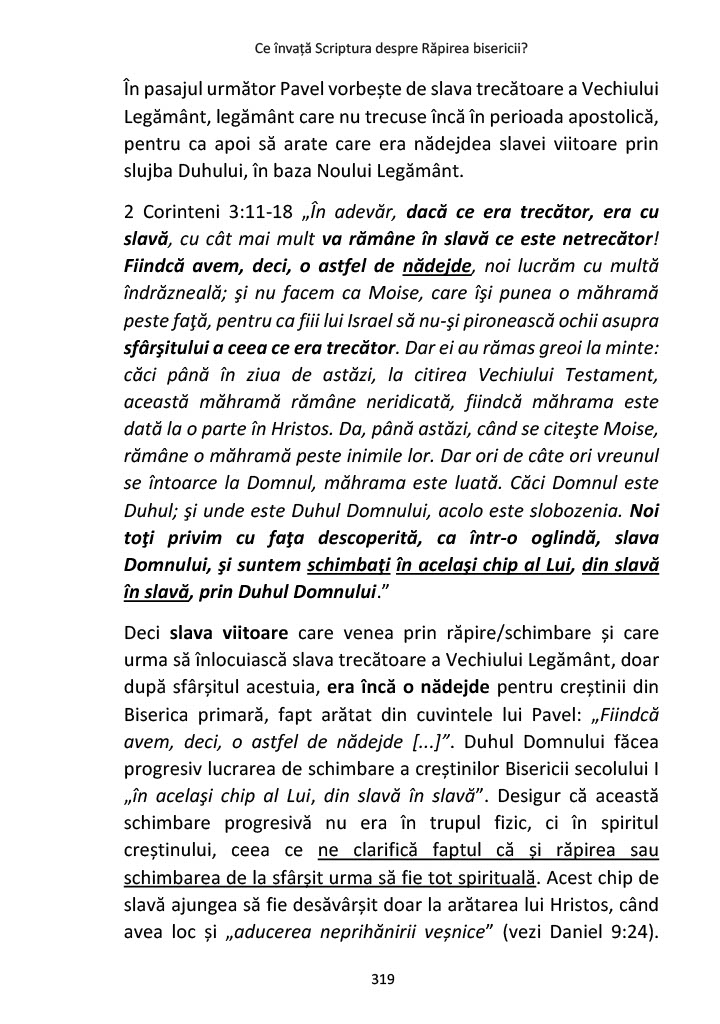 Ce învață Scriptura despre Răpirea bisericii?
În pasajul următor Pavel vorbește de slava trecătoare a Vechiului
Legământ, legământ care nu trecuse încă în perioada apostolică,
pentru ca apoi să arate care era nădejdea slavei viitoare prin
slujba Duhului, în baza Noului Legământ.
2 Corinteni 3:11-18 „În adevăr, dacă ce era trecător, era cu
slavă, cu cât mai mult va rămâne în slavă ce este netrecător!
Fiindcă avem, deci, o astfel de nădejde, noi lucrăm cu multă
îndrăzneală; şi nu facem ca Moise, care îşi punea o măhramă
peste faţă, pentru ca fiii lui Israel să nu-şi pironească ochii asupra
sfârşitului a ceea ce era trecător. Dar ei au rămas greoi la minte:
căci până în ziua de astăzi, la citirea Vechiului Testament,
această măhramă rămâne neridicată, fiindcă măhrama este
dată la o parte în Hristos. Da, până astăzi, când se citeşte Moise,
rămâne o măhramă peste inimile lor. Dar ori de câte ori vreunul
se întoarce la Domnul, măhrama este luată. Căci Domnul este
Duhul; şi unde este Duhul Domnului, acolo este slobozenia. Noi
toţi privim cu faţa descoperită, ca într-o oglindă, slava
Domnului, şi suntem schimbaţi în acelaşi chip al Lui, din slavă
în slavă, prin Duhul Domnului.”
Deci slava viitoare care venea prin răpire/schimbare și care
urma să înlocuiască slava trecătoare a Vechiului Legământ, doar
după sfârșitul acestuia, era încă o nădejde pentru creștinii din
Biserica primară, fapt arătat din cuvintele lui Pavel: „Fiindcă
avem, deci, o astfel de nădejde [...]”. Duhul Domnului făcea
progresiv lucrarea de schimbare a creștinilor Bisericii secolului I
„în acelaşi chip al Lui, din slavă în slavă”. Desigur că această
schimbare progresivă nu era în trupul fizic, ci în spiritul
creștinului, ceea ce ne clarifică faptul că și răpirea sau
schimbarea de la sfârșit urma să fie tot spirituală. Acest chip de
slavă ajungea să fie desăvârșit doar la arătarea lui Hristos, când
avea loc și „aducerea neprihănirii veșnice” (vezi Daniel 9:24).
319